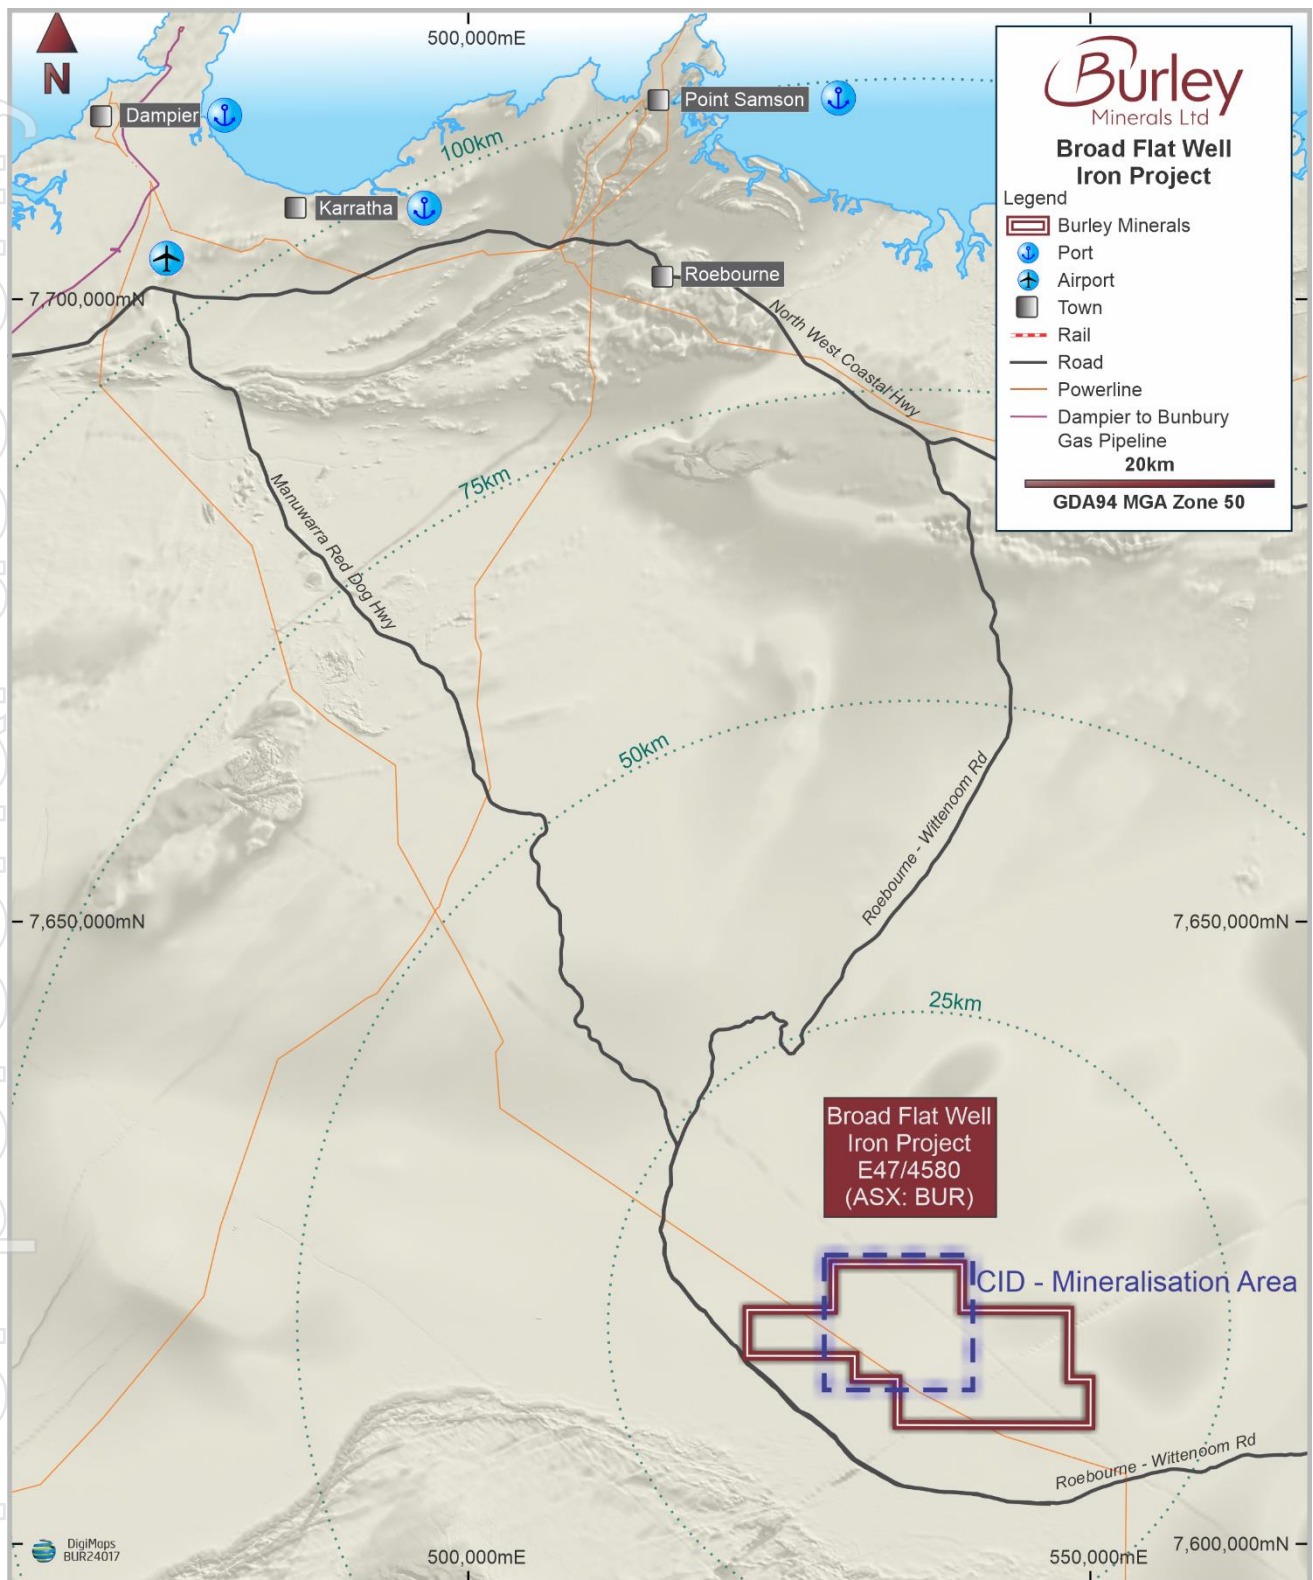 500,000mE
N
Dampier
Point Samson
100km
Karratha
Roebourne
7,700,000mN
North West Coastal Hwy
75km
Manuwarra Red Dog Hwy
50km
Roebourne - Wittenoom Rd
7,650,000mN
7,650,000mN
25km
Broad Flat Well
Iron Project
E47/4580
(ASX: BUR)
CID - Mineralisation Area
Roebourne - Wittenoom Rd
DigiMaps
BUR24017
500,000mE
550,000mE
7,600,000mN
Burley
Minerals Ltd
Broad Flat Well
Iron Project
Legend
Burley Minerals
Port
Airport
Town
Rail
Road
Powerline
Dampier to Bunbury
Gas Pipeline
20km
GDA94 MGA Zone 50